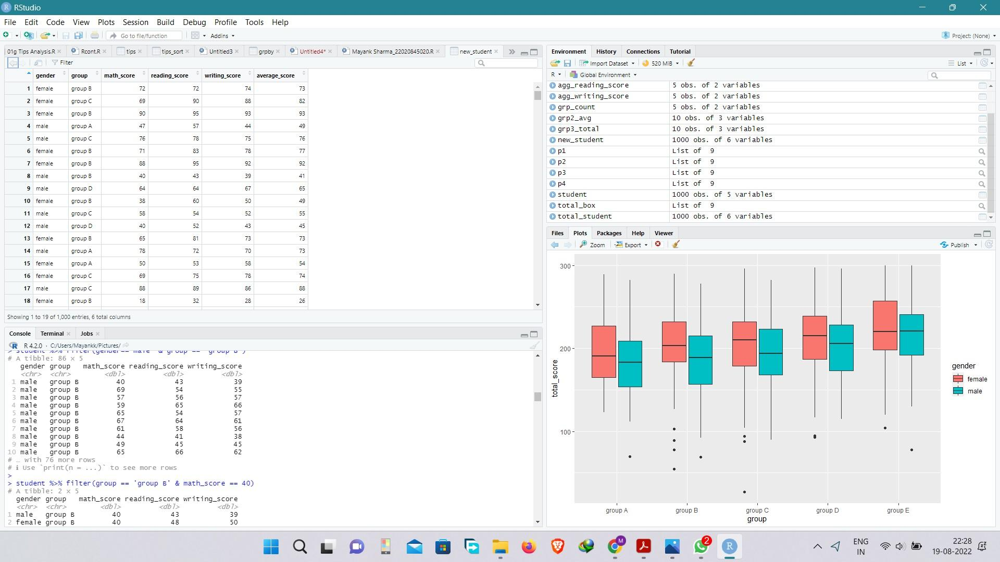 RStudio
File Edit Code View Plots Session Build Debug Profile Tools Help
Go to file/function Addins Project: (None)
01g Tips Analysis.R Rcont.R tips tips_sort Untitled3 grpby Untitled4* Mayank Sharma_22020845020.R new_student
Filter
gender group math_score reading_score writing_score average_score
1 female group B 72 72 74 73
2 female group C 69 90 88 82
3 female group B 90 95 93 93
4 male group A 47 57 44 49
5 male group C 76 78 75 76
6 female group B 71 83 78 77
7 female group B 88 95 92 92
8 male group B 40 43 39 41
9 male group D 64 64 67 65
10 female group B 38 60 50 49
11 male group C 58 54 52 55
12 male group D 40 52 43 45
13 female group B 65 81 73 73
14 male group A 78 72 70 73
15 female group A 50 53 58 54
16 female group C 69 75 78 74
17 male group C 88 89 86 88
18 female group B 18 32 28 26
Showing 1 to 19 of 1,000 entries, 6 total columns
Console Terminal Jobs
R 4.2.0 · C:/Users/Mayankk/Pictures/
> student %>% filter(gender== 'male' & group == 'group B')
# A tibble: 86 × 5
gender group math_score reading_score writing_score
<chr> <chr> <dbl> <dbl> <dbl>
1 male group B 40 43 39
2 male group B 69 54 55
3 male group B 57 56 57
4 male group B 59 65 66
5 male group B 65 54 57
6 male group B 67 64 61
7 male group B 61 58 56
8 male group B 44 41 38
9 male group B 49 45 45
10 male group B 65 66 62
# … with 76 more rows
# ℹ Use `print(n = ...)` to see more rows
>
> student %>% filter(group == 'group B' & math_score == 40)
# A tibble: 2 × 5
gender group math_score reading_score writing_score
<chr> <chr> <dbl> <dbl> <dbl>
1 male group B 40 43 39
2 female group B 40 48 50
Environment History Connections Tutorial
Import Dataset 520 MiB List
R Global Environment
agg_reading_score 5 obs. of 2 variables
agg_writing_score 5 obs. of 2 variables
grp_count 5 obs. of 2 variables
grp2_avg 10 obs. of 3 variables
grp3_total 10 obs. of 3 variables
new_student 1000 obs. of 6 variables
p1 List of 9
p2 List of 9
p3 List of 9
p4 List of 9
student 1000 obs. of 5 variables
total_box List of 9
total_student 1000 obs. of 6 variables
Files Plots Packages Help Viewer
Zoom Export Publish
300
200
100
total_score
group A group B group C group D group E
group
gender
female
male
M
2
R
ENG
IN
22:28
19-08-2022